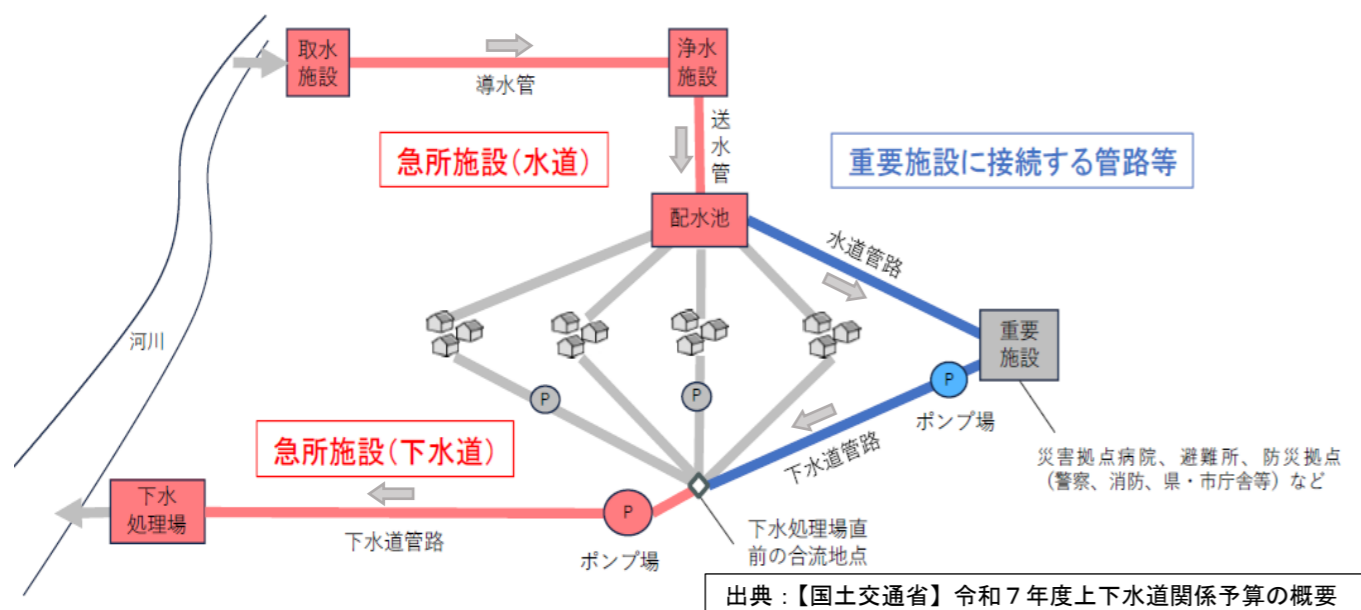 取水
施設
浄水
施設
導水管
送水管
急所施設(水道)
重要施設に接続する管路等
配水池
水道管路
河川
重要
施設
P
P
P
ポンプ場
急所施設(下水道)
下水道管路
災害拠点病院、避難所、防災拠点
（警察、消防、県・市庁舎等）など
下水
処理場
P
下水道管路
ポンプ場
下水処理場直
前の合流地点
出典：【国土交通省】令和７年度上下水道関係予算の概要